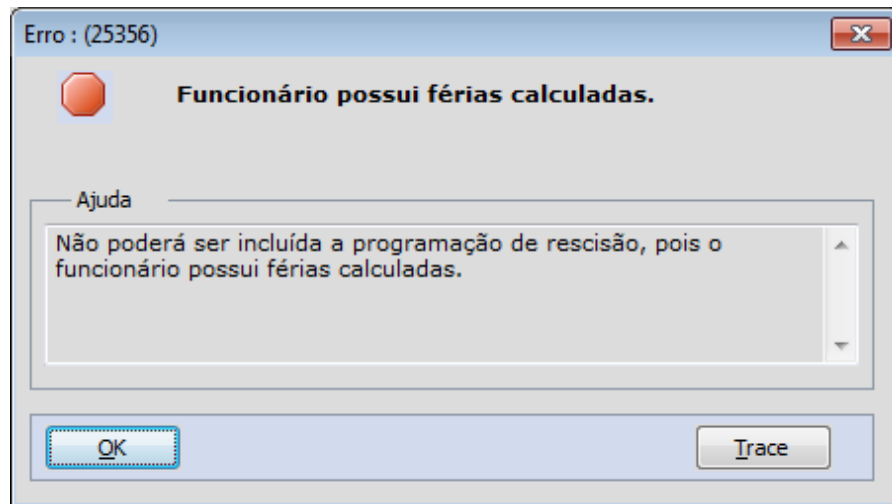 Erro : (25356)
Funcionário possui férias calculadas.
Ajuda
Não poderá ser incluída a programação de rescisão, pois o
funcionário possui férias calculadas.
OK
Trace